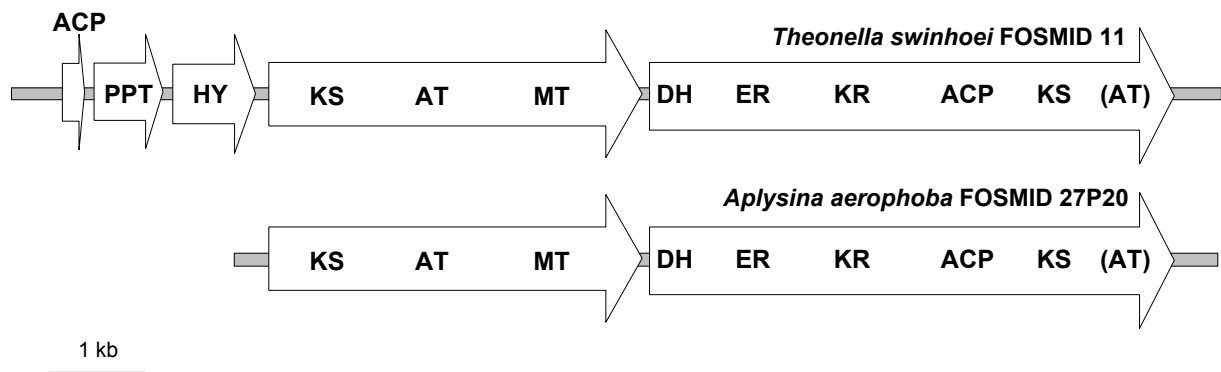 ACP
Theonella swinhoei FOSMID 11
PPT HY KS AT MT DH ER KR ACP KS (AT)
Aplysina aerophoba FOSMID 27P20
KS AT MT DH ER KR ACP KS (AT)
1 kb